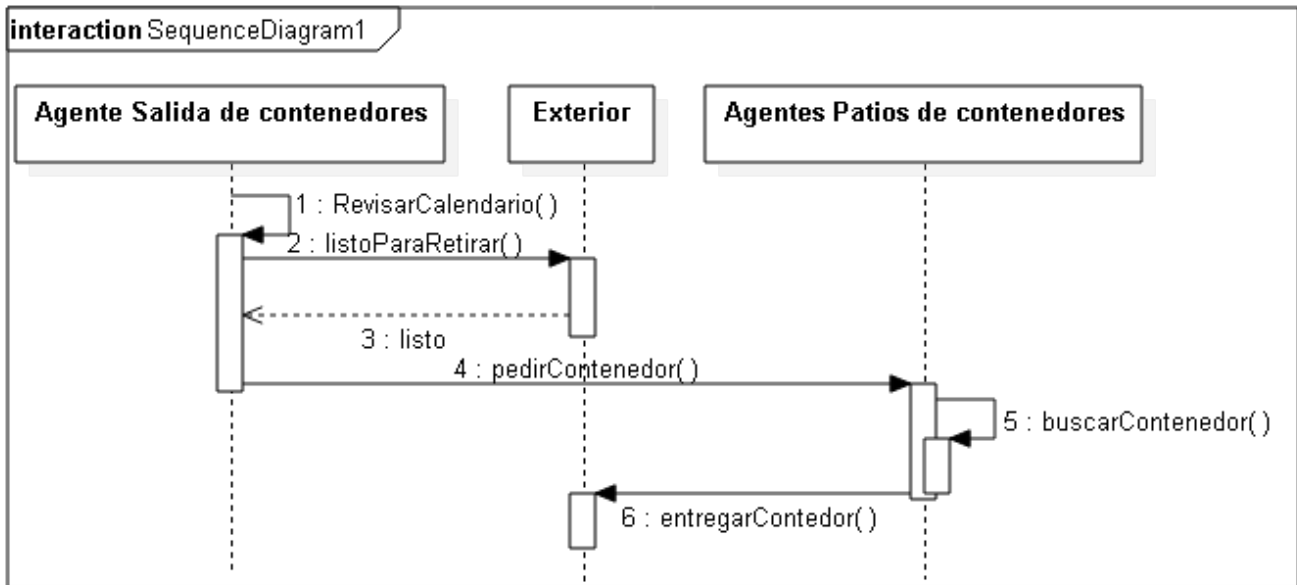 interaction SequenceDiagram1
Agente Salida de contenedores
Exterior
Agentes Patios de contenedores
1 : RevisarCalendario( )
2 : listoParaRetirar( )
3 : listo
4 : pedirContenedor( )
5 : buscarContenedor( )
6 : entregarContedor( )